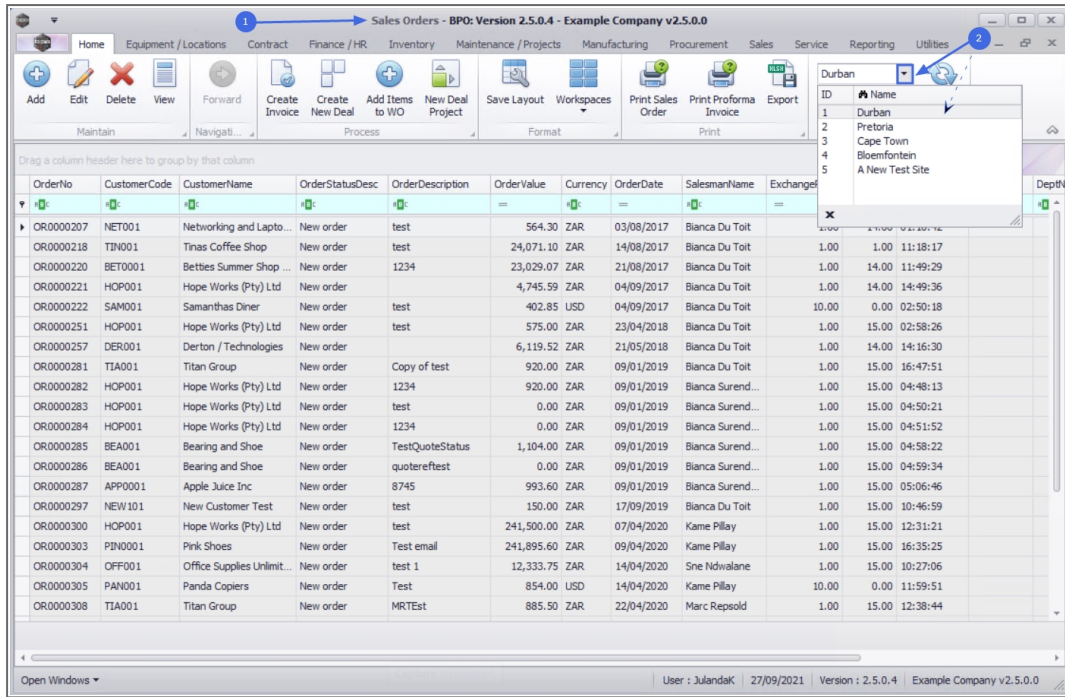 1 Sales Orders - BPO: Version 2.5.0.4 - Example Company v2.5.0.0
Home Equipment / Locations Contract Finance / HR Inventory Maintenance / Projects Manufacturing Procurement Sales Service Reporting Utilities 2
Add Edit Delete View Forward Create Invoice Create New Deal Add Items to WO New Deal Project Save Layout Workspaces Print Sales Order Print Proforma Invoice Export Durban
Maintain Navigati... Process Format Print
ID Name
1 Durban
2 Pretoria
3 Cape Town
4 Bloemfontein
5 A New Test Site
Drag a column header here to group by that column
OrderNo CustomerCode CustomerName OrderStatusDesc OrderDescription OrderValue Currency OrderDate SalesmanName ExchangeR DeptN
OR0000207 NET001 Networking and Lapto... New order test 564.30 ZAR 03/08/2017 Bianca Du Toit
OR0000218 TIN001 Tinas Coffee Shop New order test 24,071.10 ZAR 14/08/2017 Bianca Du Toit 1.00 1.00 11:18:17
OR0000220 BET0001 Betties Summer Shop ... New order 1234 23,029.07 ZAR 21/08/2017 Bianca Du Toit 1.00 14.00 11:49:29
OR0000221 HOP001 Hope Works (Pty) Ltd New order 4,745.59 ZAR 04/09/2017 Bianca Du Toit 1.00 14.00 14:49:36
OR0000222 SAM001 Samanthas Diner New order test 402.85 USD 04/09/2017 Bianca Du Toit 10.00 0.00 02:50:18
OR0000251 HOP001 Hope Works (Pty) Ltd New order test 575.00 ZAR 23/04/2018 Bianca Du Toit 1.00 15.00 02:58:26
OR0000257 DER001 Derton / Technologies New order 6,119.52 ZAR 21/05/2018 Bianca Du Toit 1.00 14.00 14:16:30
OR0000281 TIA001 Titan Group New order Copy of test 920.00 ZAR 09/01/2019 Bianca Du Toit 1.00 15.00 16:47:51
OR0000282 HOP001 Hope Works (Pty) Ltd New order 1234 920.00 ZAR 09/01/2019 Bianca Surend... 1.00 15.00 04:48:13
OR0000283 HOP001 Hope Works (Pty) Ltd New order test 0.00 ZAR 09/01/2019 Bianca Surend... 1.00 15.00 04:50:21
OR0000284 HOP001 Hope Works (Pty) Ltd New order 1234 0.00 ZAR 09/01/2019 Bianca Surend... 1.00 15.00 04:51:52
OR0000285 BEA001 Bearing and Shoe New order TestQuoteStatus 1,104.00 ZAR 09/01/2019 Bianca Surend... 1.00 15.00 04:58:22
OR0000286 BEA001 Bearing and Shoe New order quotereftest 0.00 ZAR 09/01/2019 Bianca Surend... 1.00 15.00 04:59:34
OR0000287 APP0001 Apple Juice Inc New order 8745 993.60 ZAR 09/01/2019 Bianca Surend... 1.00 15.00 05:06:46
OR0000297 NEW101 New Customer Test New order test 150.00 ZAR 17/09/2019 Bianca Du Toit 1.00 15.00 10:46:59
OR0000300 HOP001 Hope Works (Pty) Ltd New order test 241,500.00 ZAR 07/04/2020 Kame Pillay 1.00 15.00 12:31:21
OR0000303 PIN0001 Pink Shoes New order Test email 241,895.60 ZAR 09/04/2020 Kame Pillay 1.00 15.00 16:35:25
OR0000304 OFF001 Office Supplies Unlimit... New order test 1 12,333.75 ZAR 14/04/2020 Sne Ndwalane 1.00 15.00 10:27:06
OR0000305 PAN001 Panda Copiers New order Test 854.00 USD 14/04/2020 Kame Pillay 10.00 0.00 11:59:51
OR0000308 TIA001 Titan Group New order MRTEst 885.50 ZAR 22/04/2020 Marc Repsold 1.00 15.00 12:38:44
Open Windows User : JulandaK 27/09/2021 Version : 2.5.0.4 Example Company v2.5.0.0